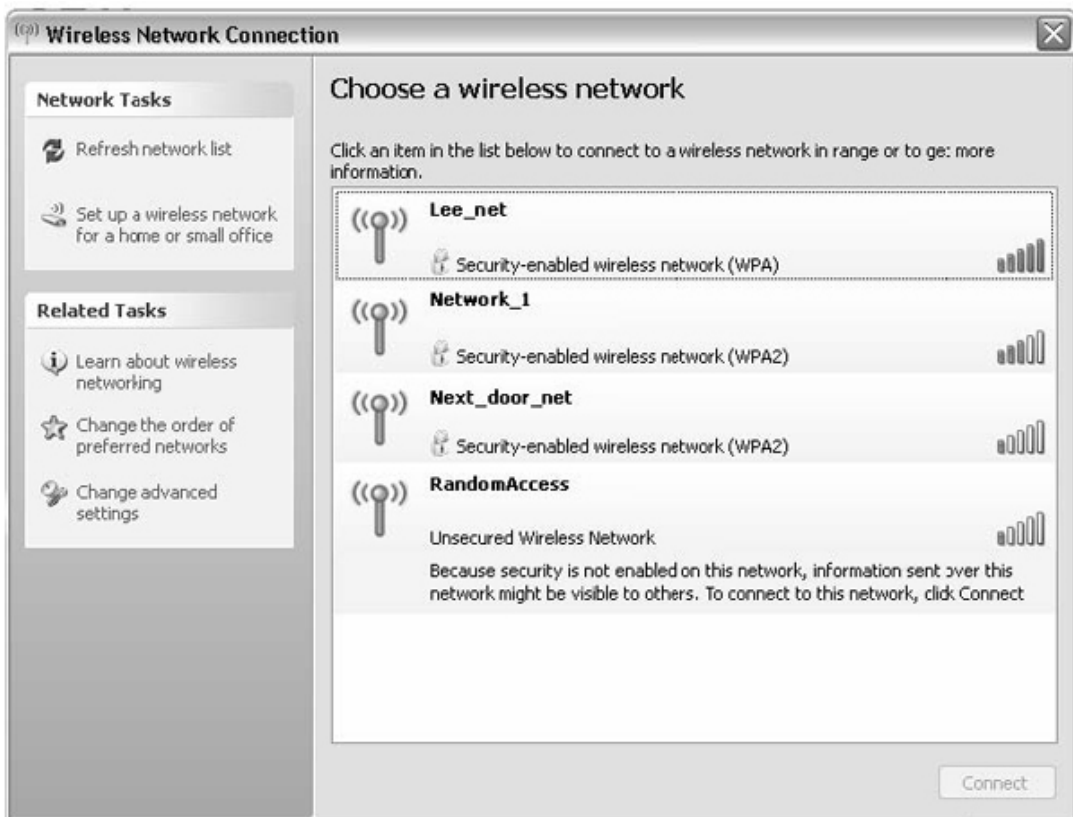 Wireless Network Connection
Network Tasks
Refresh network list
Set up a wireless network
for a home or small office
Related Tasks
Learn about wireless
networking
Change the order of
preferred networks
Change advanced
settings
Choose a wireless network
Click an item in the list below to connect to a wireless network in range or to get more
information.
Lee_net
Security-enabled wireless network (WPA)
Network_1
Security-enabled wireless network (WPA2)
Next_door_net
Security-enabled wireless network (WPA2)
RandomAccess
Unsecured Wireless Network
Because security is not enabled on this network, information sent over this
network might be visible to others. To connect to this network, click Connect
Connect